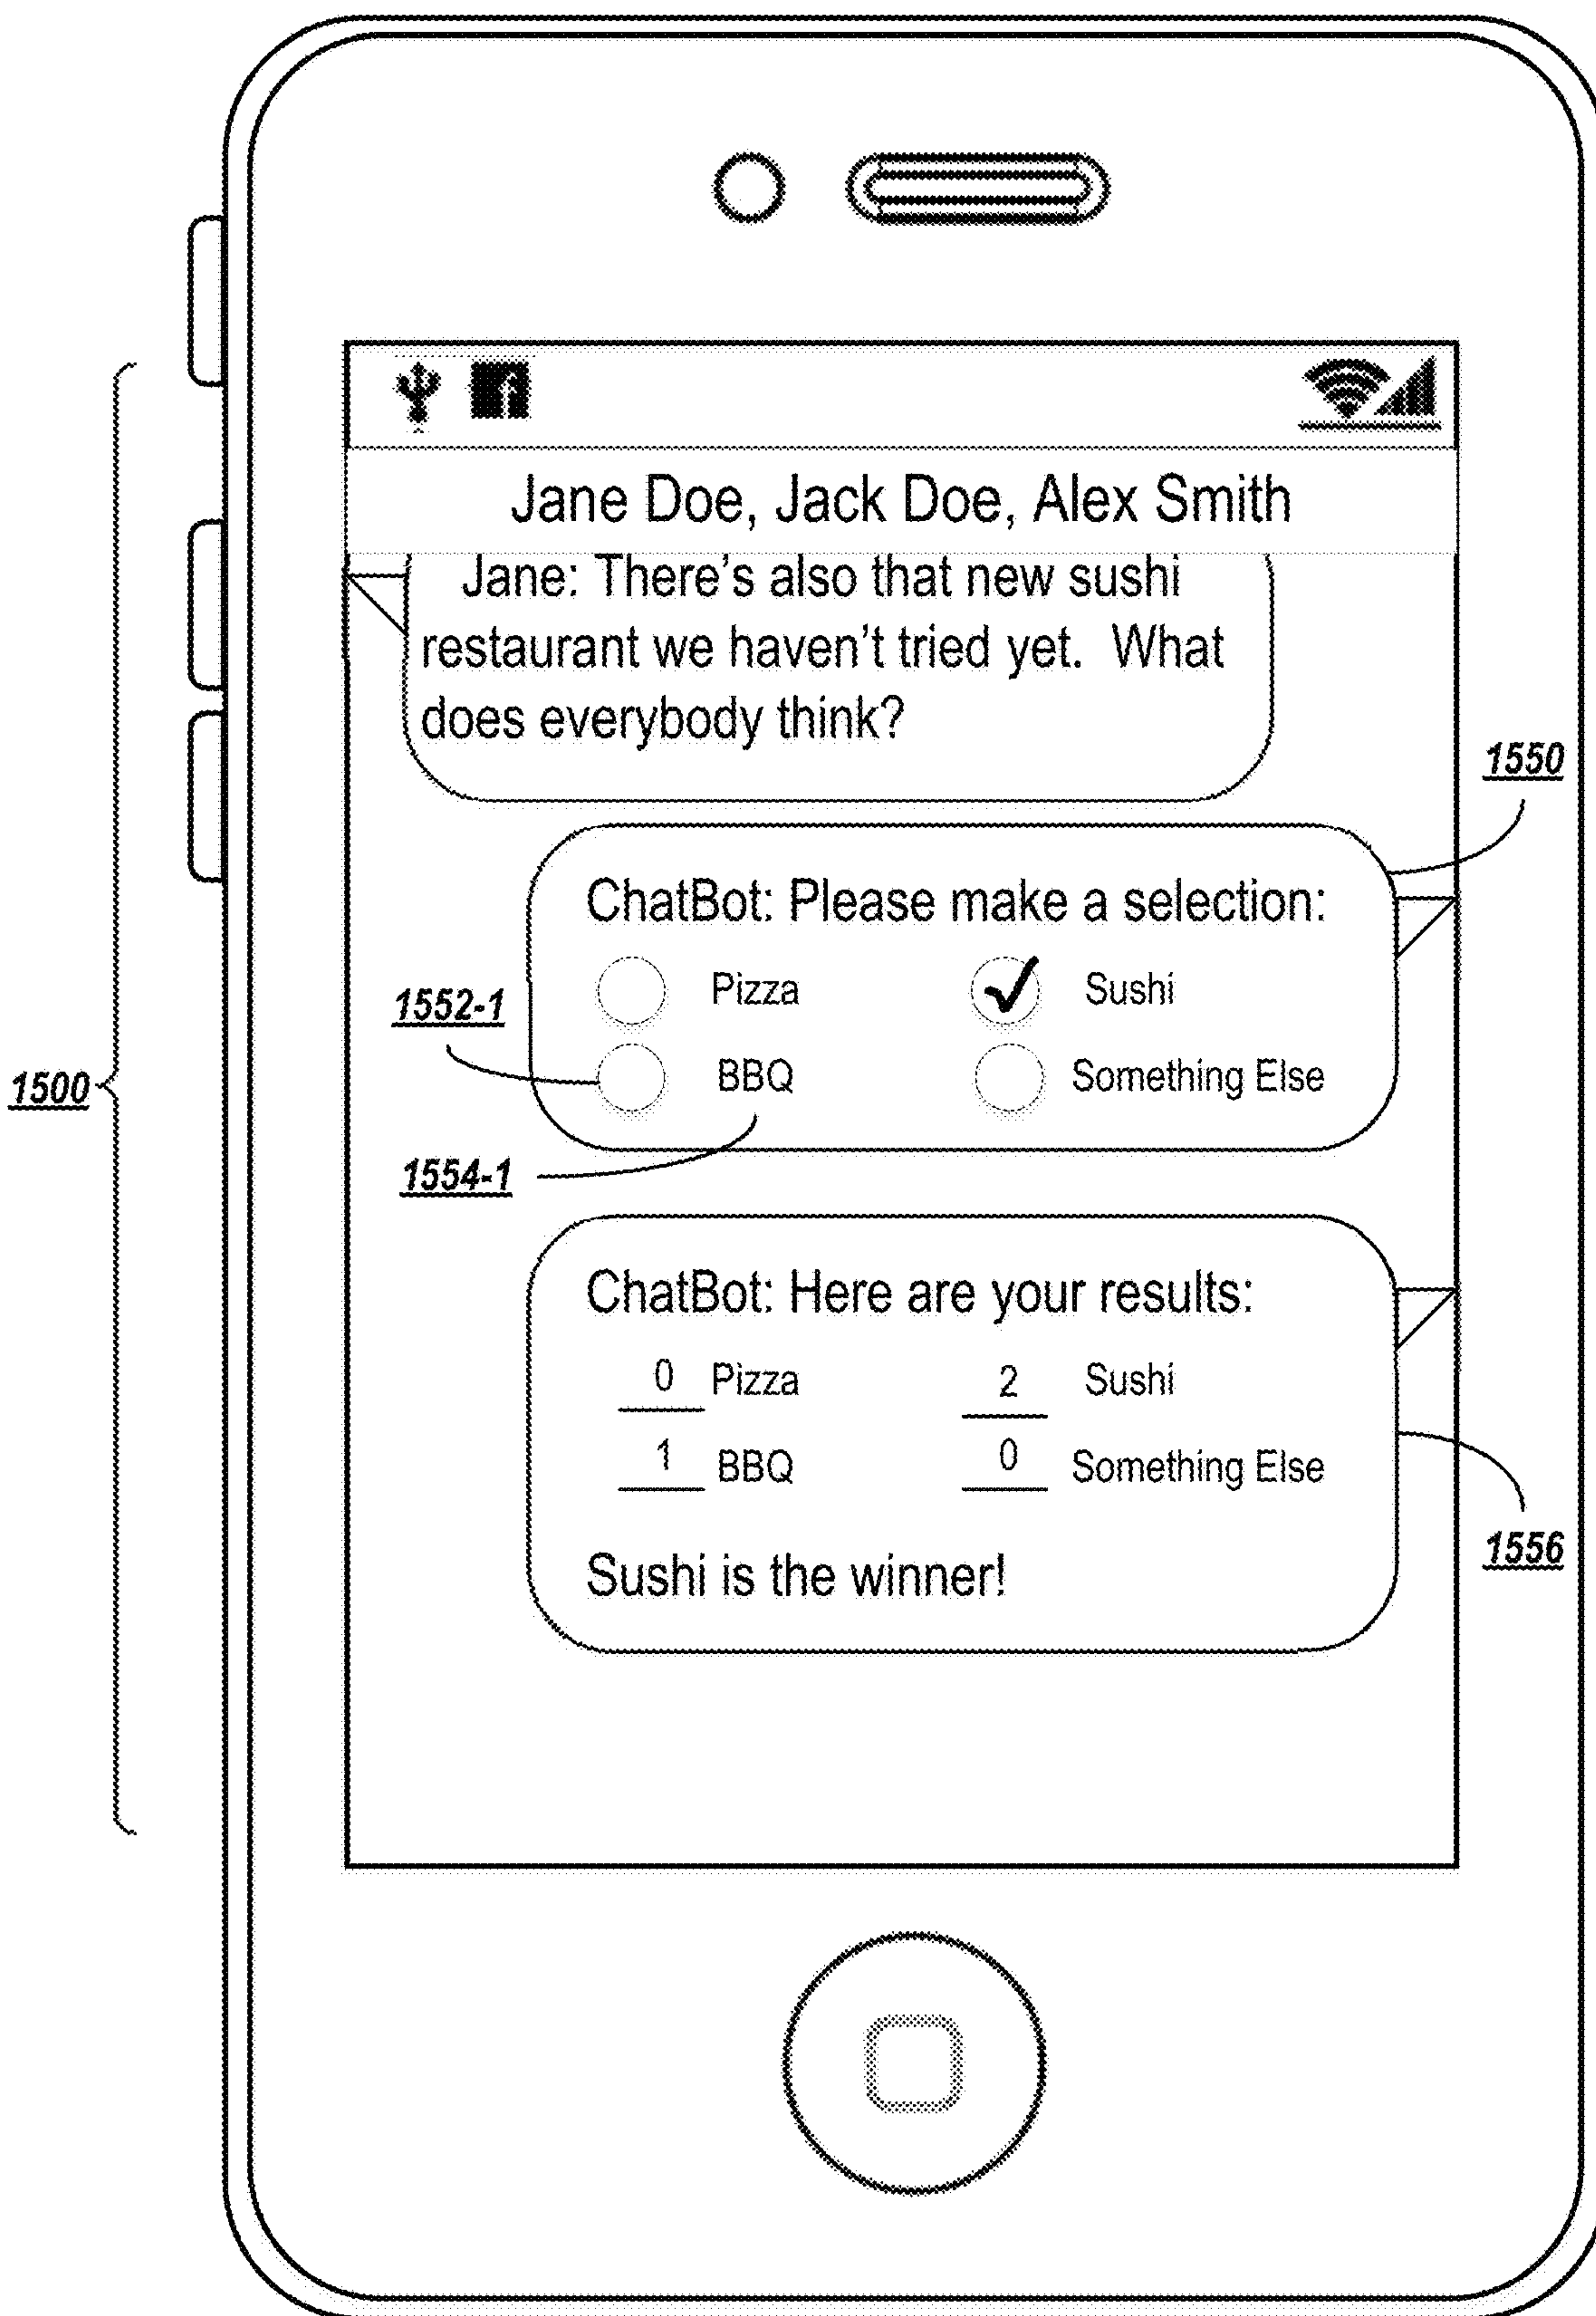 Jane Doe, Jack Doe, Alex Smith
Jane: There's also that new sushi
restaurant we haven't tried yet. What
does everybody think?
1550
ChatBot: Please make a selection:
Pizza ✓ Sushi
1552-1
BBQ Something Else
1500
1554-1
ChatBot: Here are your results:
0 Pizza 2 Sushi
1 BBQ 0 Something Else
1556
Sushi is the winner!